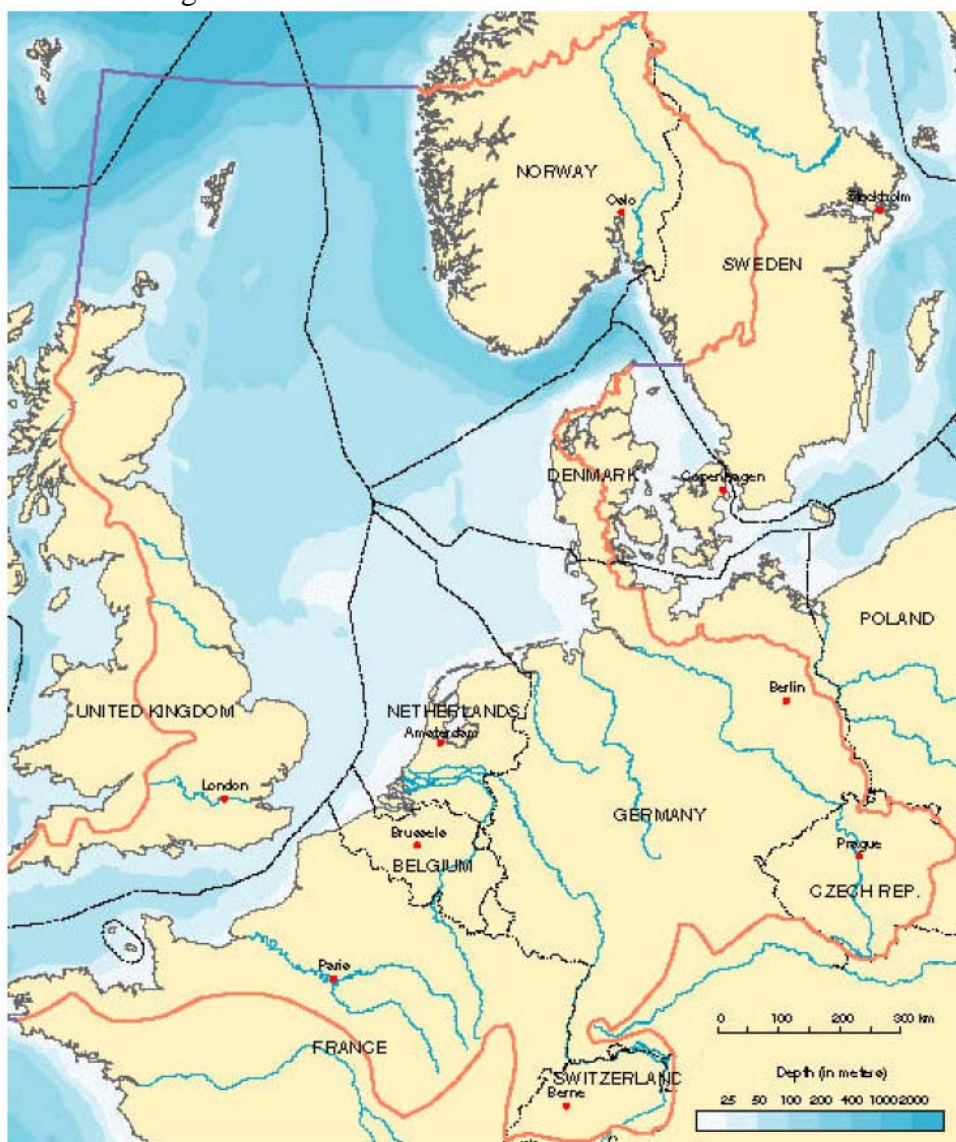 NORWAY
Oslo
Stockholm
SWEDEN
DENMARK
Copenhagen
POLAND
Berlin
UNITED KINGDOM
NETHERLANDS
Amsterdam
London
GERMANY
Brussels
BELGIUM
Prague
CZECH REP.
Paris
0 100 200 300 km
FRANCE
SWITZERLAND
Berne
Depth (in meters)
25 50 100 200 400 1000 2000